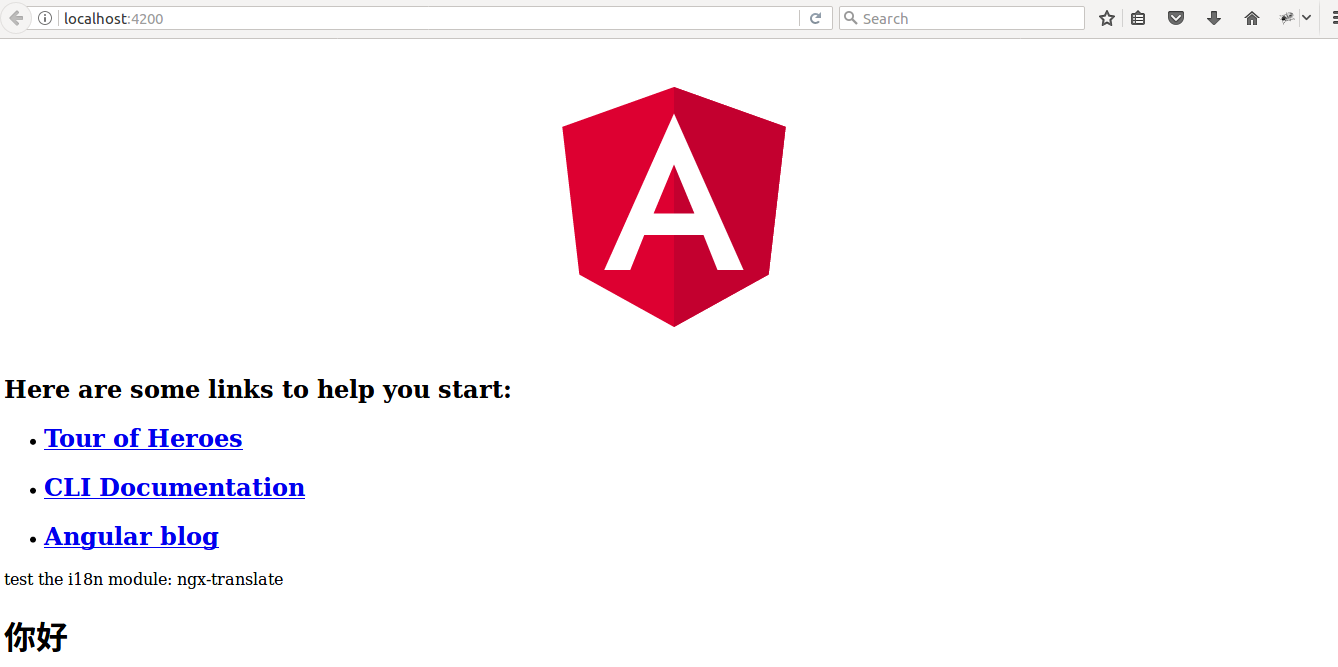 localhost:4200
Search
A
Here are some links to help you start:
Tour of Heroes
CLI Documentation
Angular blog
test the i18n module: ngx-translate
你好